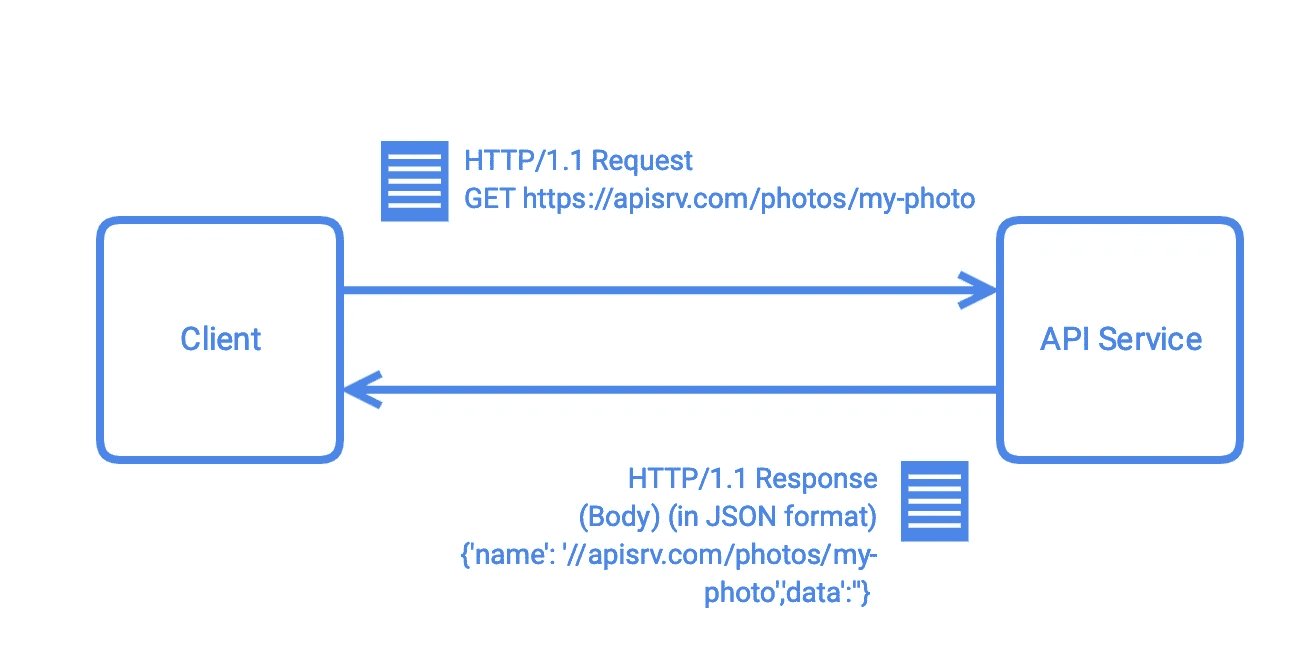 HTTP/1.1 Request
GET https://apisrv.com/photos/my-photo
Client
API Service
HTTP/1.1 Response
(Body) (in JSON format)
{'name': '//apisrv.com/photos/my-
photo','data':''}